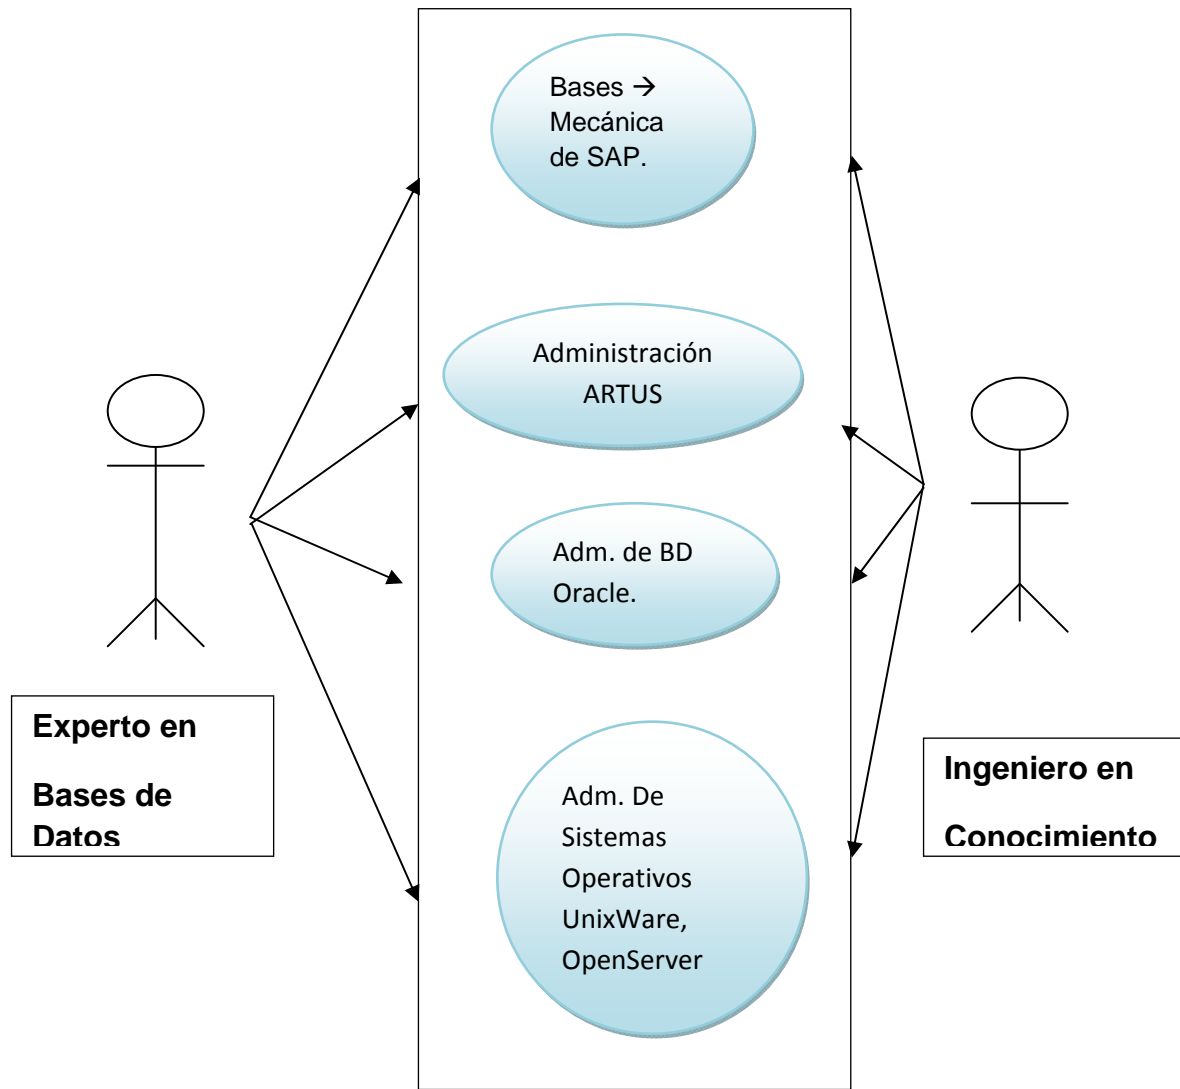 Bases →
Mecánica
de SAP.
Administración
ARTUS
Adm. de BD
Oracle.
Experto en
Bases de
Datos
Ingeniero en
Conocimiento
Adm. De
Sistemas
Operativos
UnixWare,
OpenServer